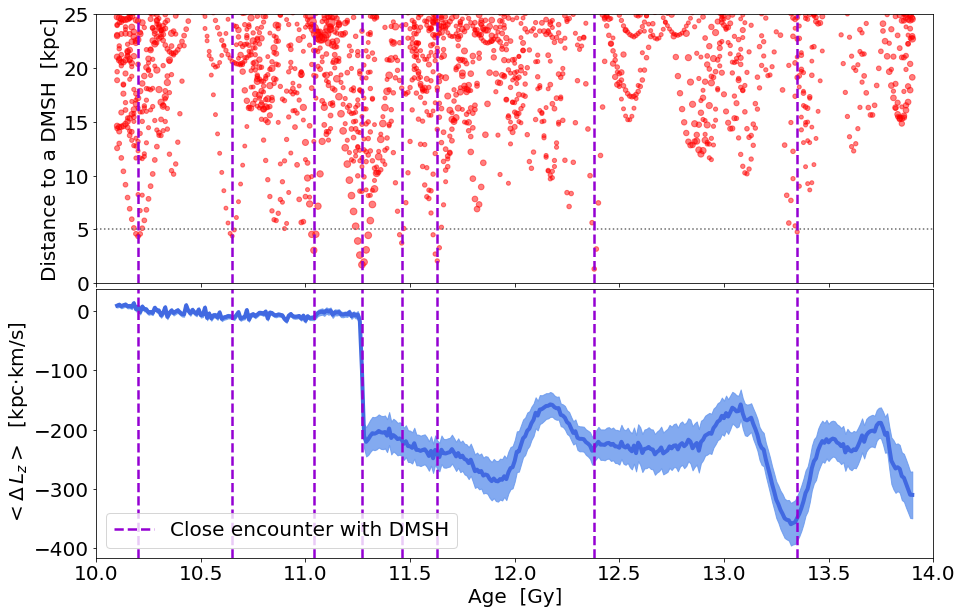 25
20
15
10
5
0
Distance to a DMSH [kpc]
0
−100
−200
−300
−400
< Δ L_z > [kpc·km/s]
Close encounter with DMSH
10.0 10.5 11.0 11.5 12.0 12.5 13.0 13.5 14.0
Age [Gy]